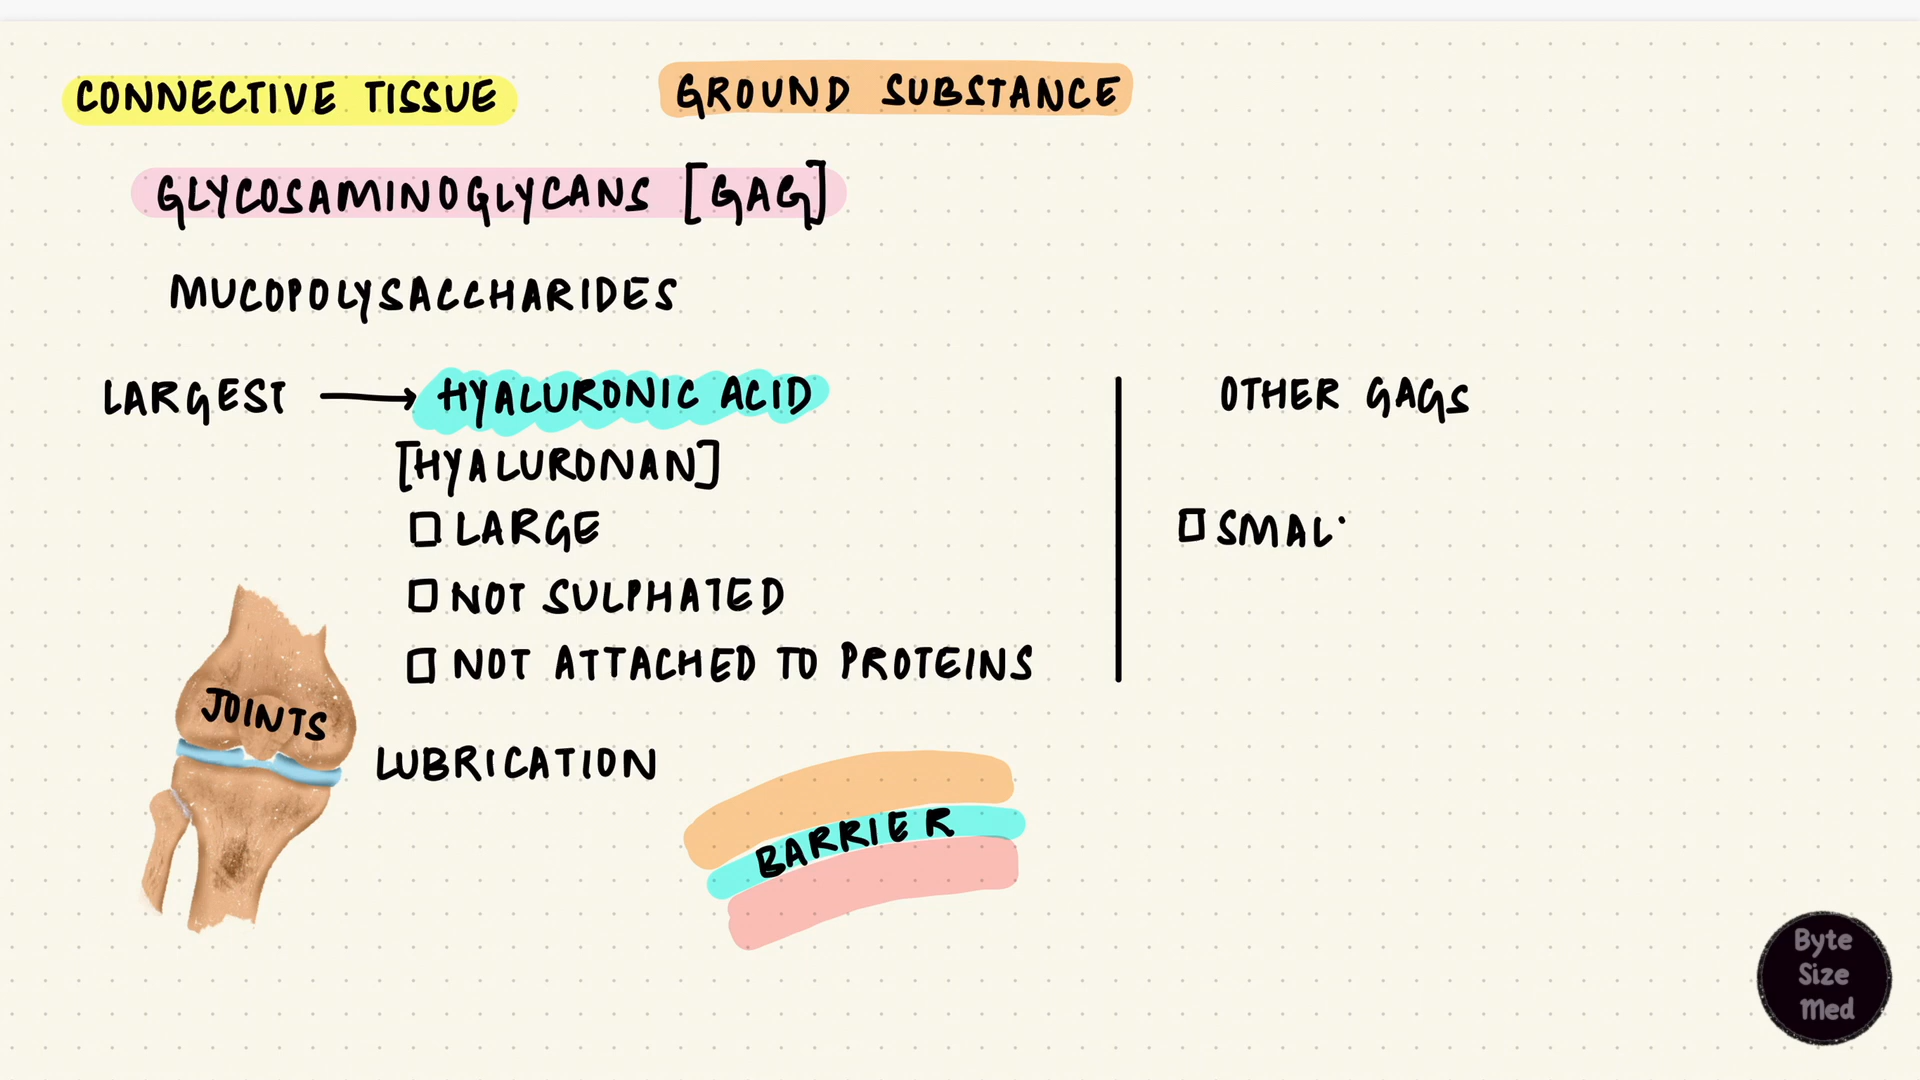 CONNECTIVE TISSUE
GROUND SUBSTANCE
GLYCOSAMINOGLYCANS [GAG]
MUCOPOLYSACCHARIDES
LARGEST → HYALURONIC ACID
[HYALURONAN]
□ LARGE
□ NOT SULPHATED
□ NOT ATTACHED TO PROTEINS
OTHER GAGS
□ SMAL
JOINTS
LUBRICATION
BARRIER
Byte
Size
Med